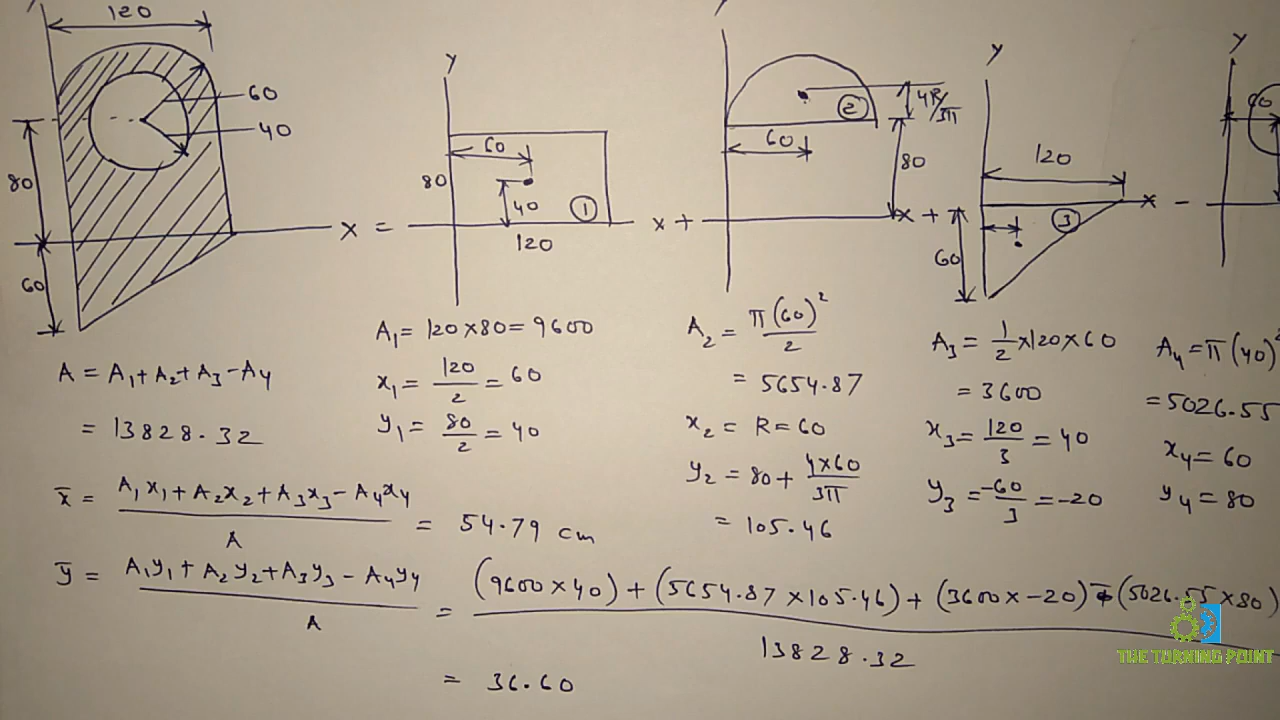 120
60
40
80
60
X =
Y
60
80
40
①
120
X +
60
②
4R/3π
80
X +
Y
120
③
60
X −
Y
60
A₁ = 120×80 = 9600
x₁ = 120/2 = 60
y₁ = 80/2 = 40
A₂ = π(60)²/2
= 5654.87
x₂ = R = 60
y₂ = 80 + 4×60/3π
= 105.46
A₃ = 1/2 × 120 × 60
= 3600
x₃ = 120/3 = 40
y₃ = −60/3 = −20
A₄ = π(40)²
= 5026.55
x₄ = 60
y₄ = 80
A = A₁ + A₂ + A₃ − A₄
= 13828.32
x̄ = A₁x₁ + A₂x₂ + A₃x₃ − A₄x₄ / A = 54.79 cm
ȳ = A₁y₁ + A₂y₂ + A₃y₃ − A₄y₄ / A = (9600×40) + (5654.87×105.46) + (3600×−20) − (5026.55×80) / 13828.32
= 36.60
THE TURNING POINT